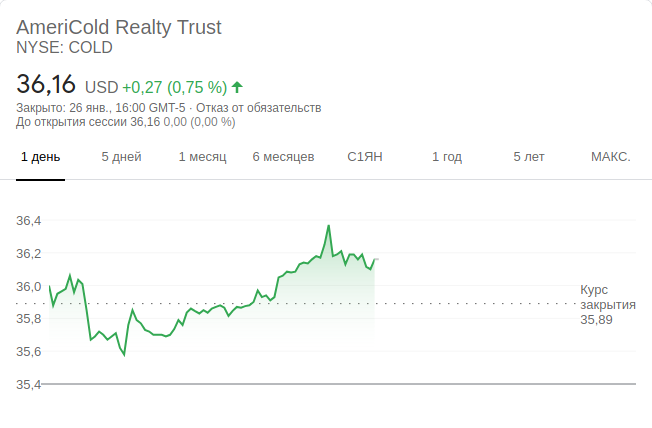 AmeriCold Realty Trust
NYSE: COLD
36,16 USD +0,27 (0,75 %)
Закрыто: 26 янв., 16:00 GMT-5 · Отказ от обязательств
До открытия сессии 36,16 0,00 (0,00 %)
1 день 5 дней 1 месяц 6 месяцев С1ЯН 1 год 5 лет МАКС.
36,4
36,2
36,0
35,8
35,6
35,4
Курс
закрытия
35,89